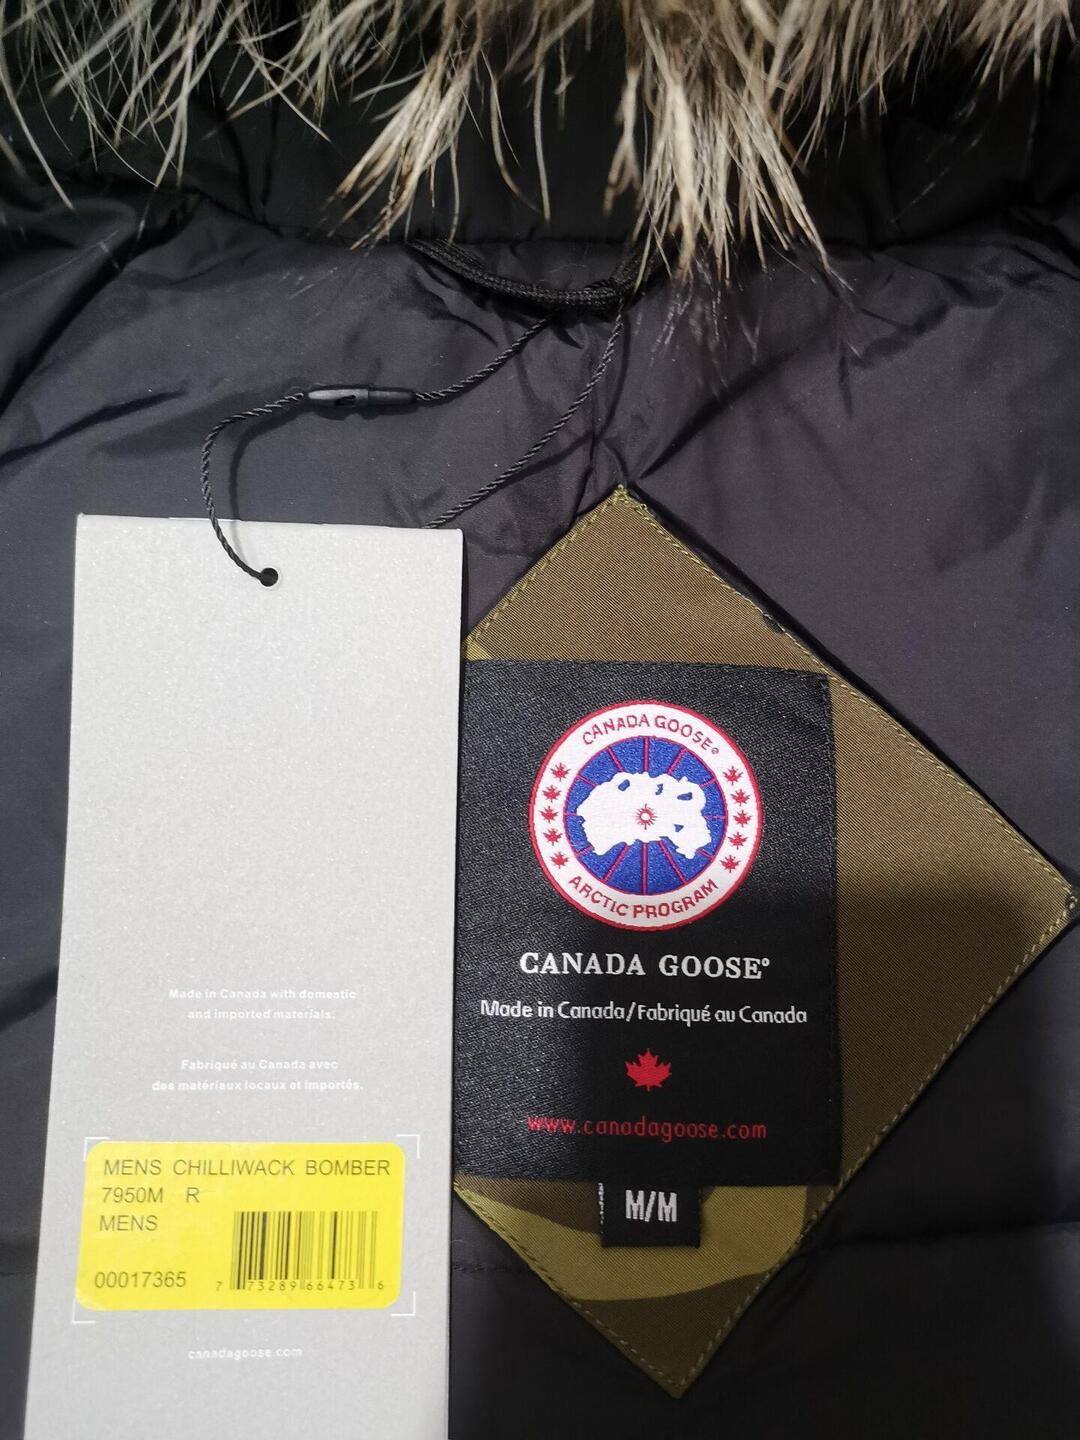 Made in Canada with domestic
and imported materials.
Fabriqué au Canada avec
des matériaux locaux et importés.
MENS CHILLIWACK BOMBER
7950M R
MENS
00017365
7 73289 66473 6
canadagoose.com
CANADA GOOSE®
ARCTIC PROGRAM
CANADA GOOSE®
Made in Canada/Fabriqué au Canada
www.canadagoose.com
M/M